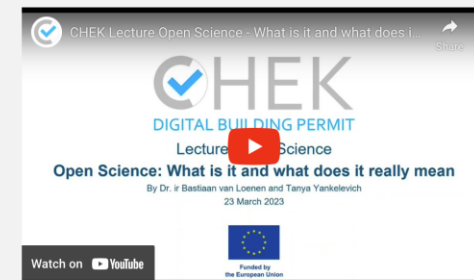 CHEK Lecture Open Science - What is it and what does i...
Share
CHEK
DIGITAL BUILDING PERMIT
Lecture Science
Open Science: What is it and what does it really mean
By Dr. ir Bastiaan van Loenen and Tanya Yankelevich
23 March 2023
Funded by
the European Union
Watch on YouTube